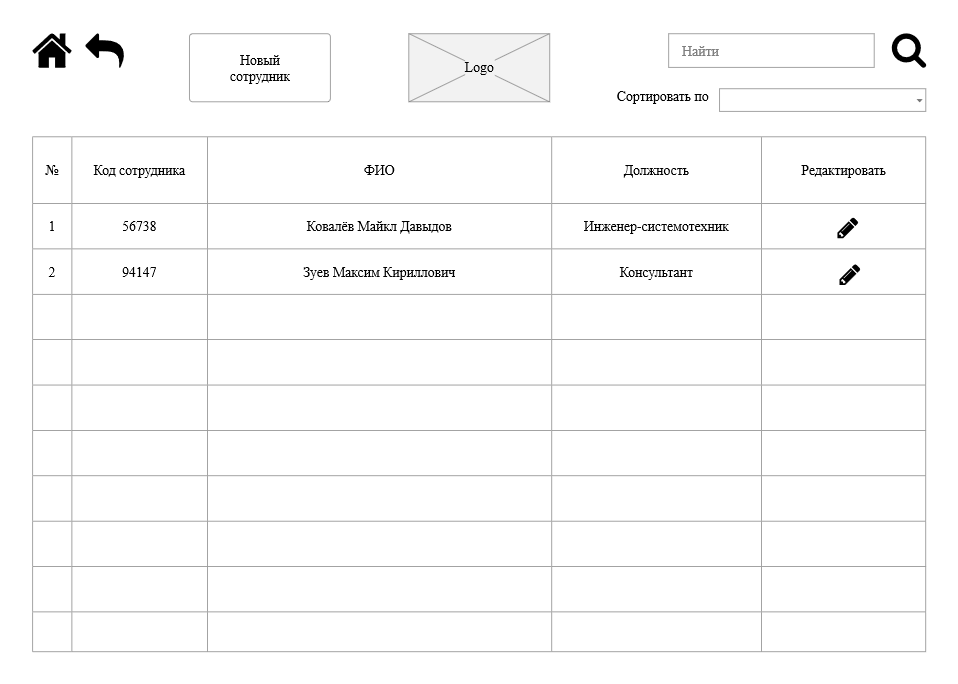 Новый
сотрудник
Logo
Найти
Сортировать по
№ Код сотрудника ФИО Должность Редактировать
1 56738 Ковалёв Майкл Давыдов Инженер-системотехник
2 94147 Зуев Максим Кириллович Консультант